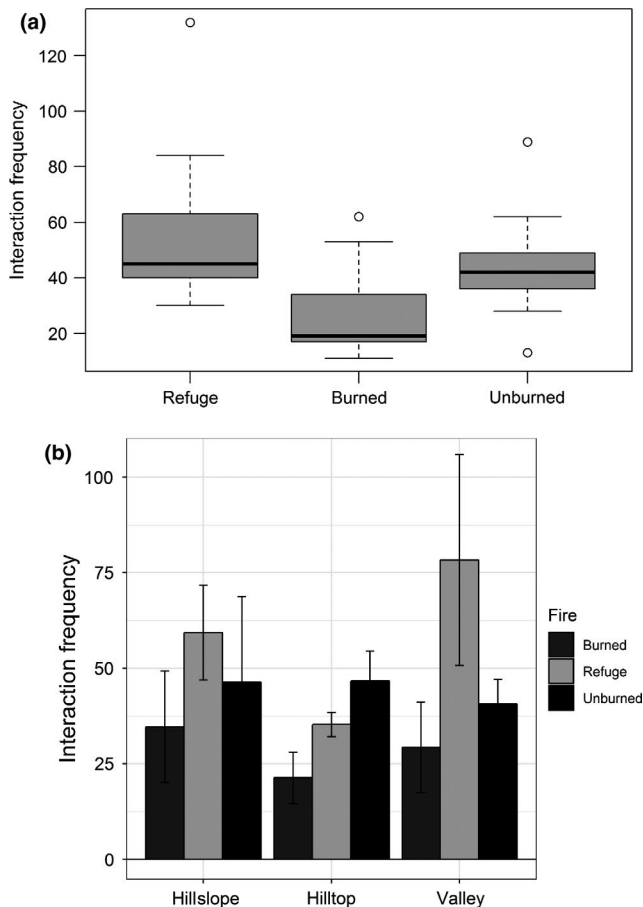 (a)
Interaction frequency
120
100
80
60
40
20
Refuge Burned Unburned
(b)
Interaction frequency
100
75
50
25
0
Hillslope Hilltop Valley
Fire
Burned
Refuge
Unburned